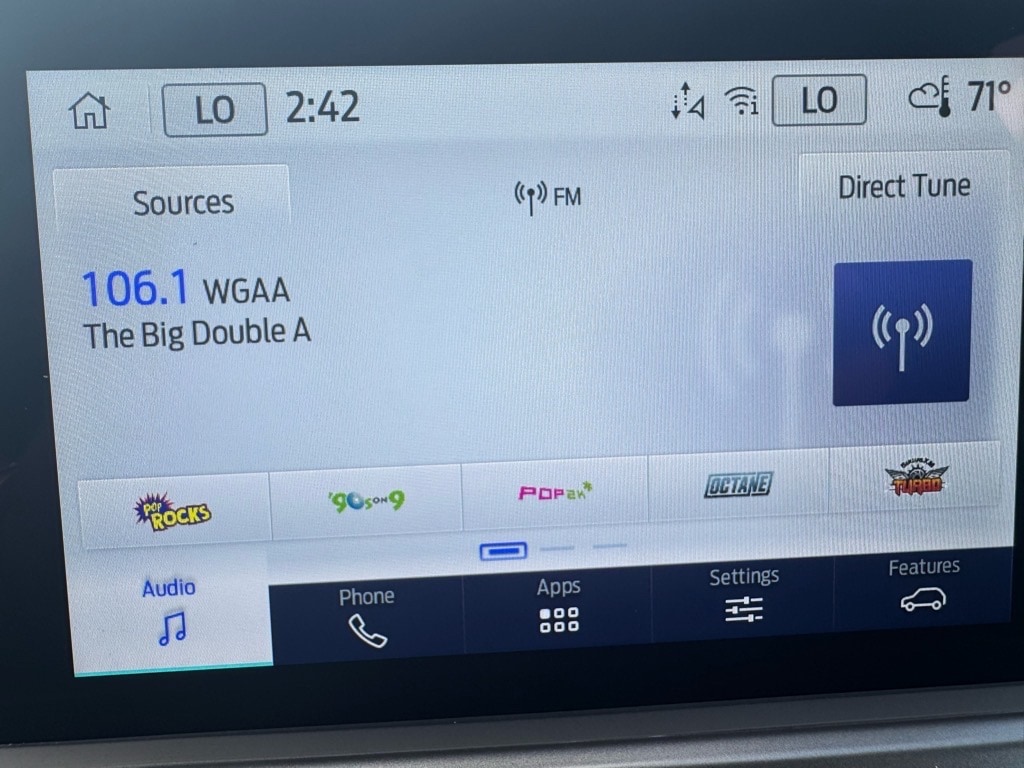 LO 2:42 LO 71°
Sources FM Direct Tune
106.1 WGAA
The Big Double A
POP ROCKS '90s ON 9 POP2K OCTANE TURBO
Audio Phone Apps Settings Features